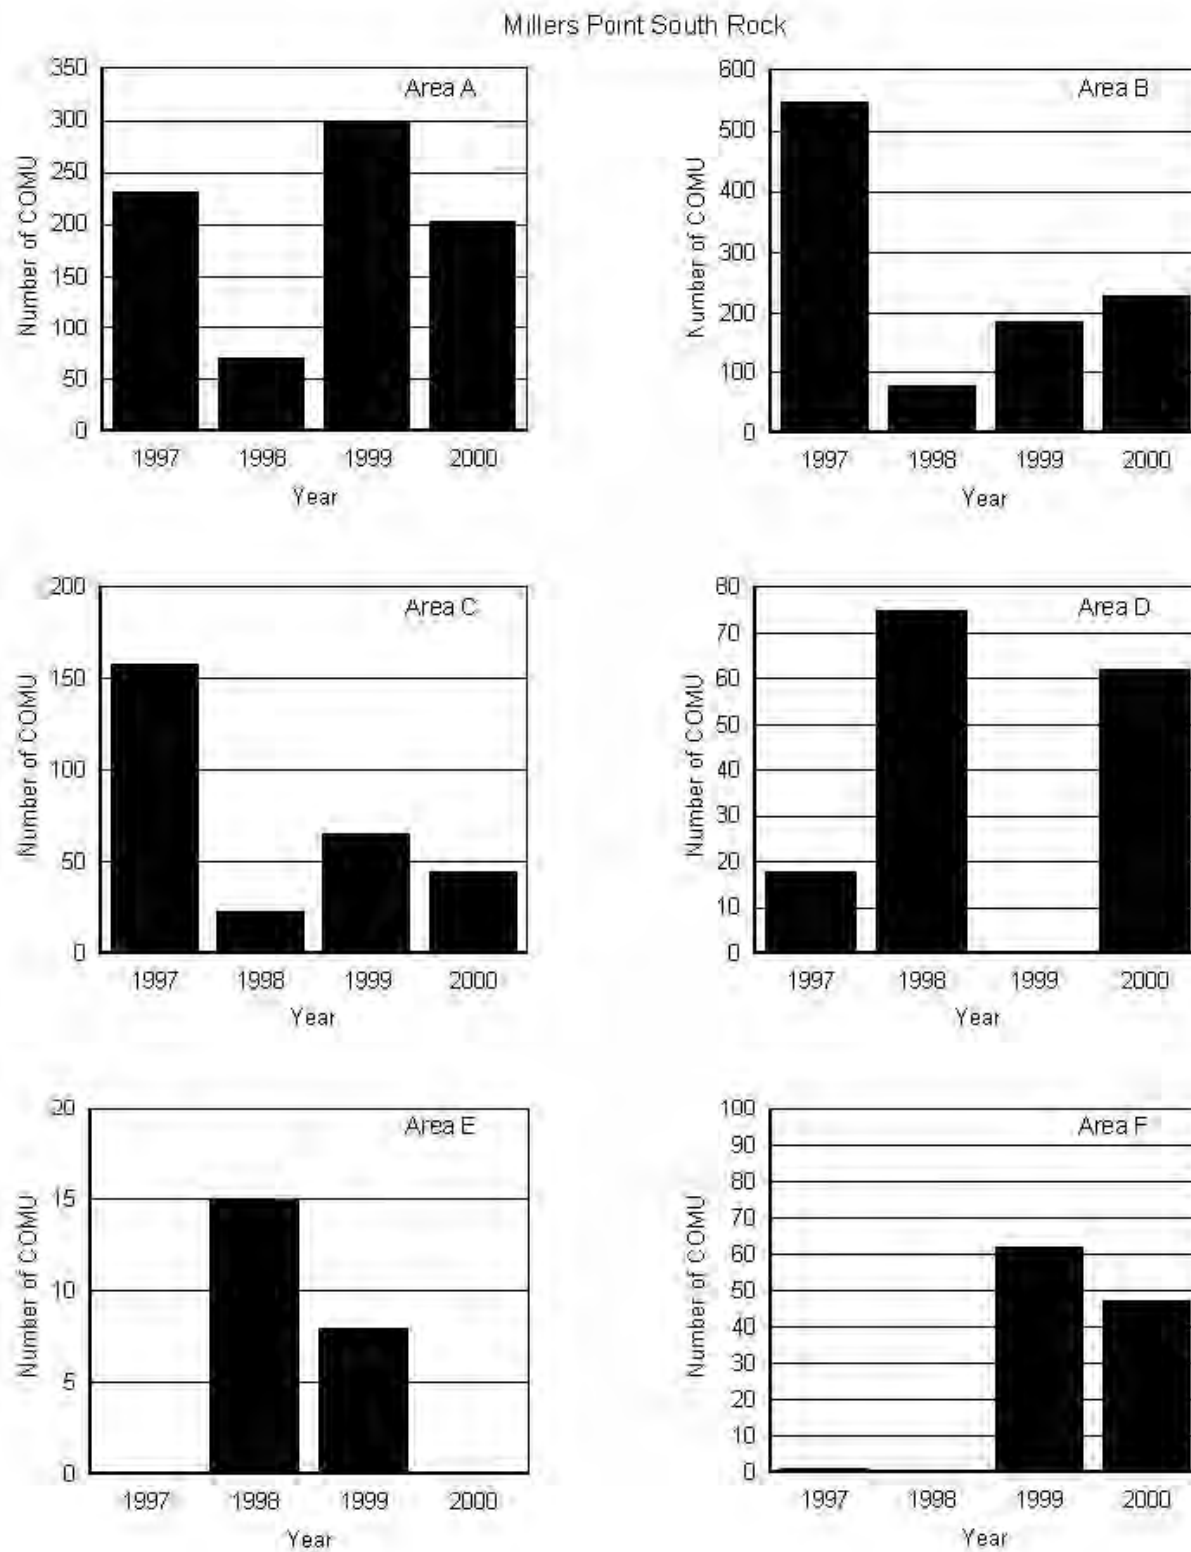 Millers Point South Rock
Area A
350
300
250
200
150
100
50
0
Number of COMU
1997 1998 1999 2000
Year
Area B
600
500
400
300
200
100
0
Number of COMU
1997 1998 1999 2000
Year
Area C
200
150
100
50
0
Number of COMU
1997 1998 1999 2000
Year
Area D
80
70
60
50
40
30
20
10
0
Number of COMU
1997 1998 1999 2000
Year
Area E
20
15
10
5
0
Number of COMU
1997 1998 1999 2000
Year
Area F
100
90
80
70
60
50
40
30
20
10
0
Number of COMU
1997 1998 1999 2000
Year